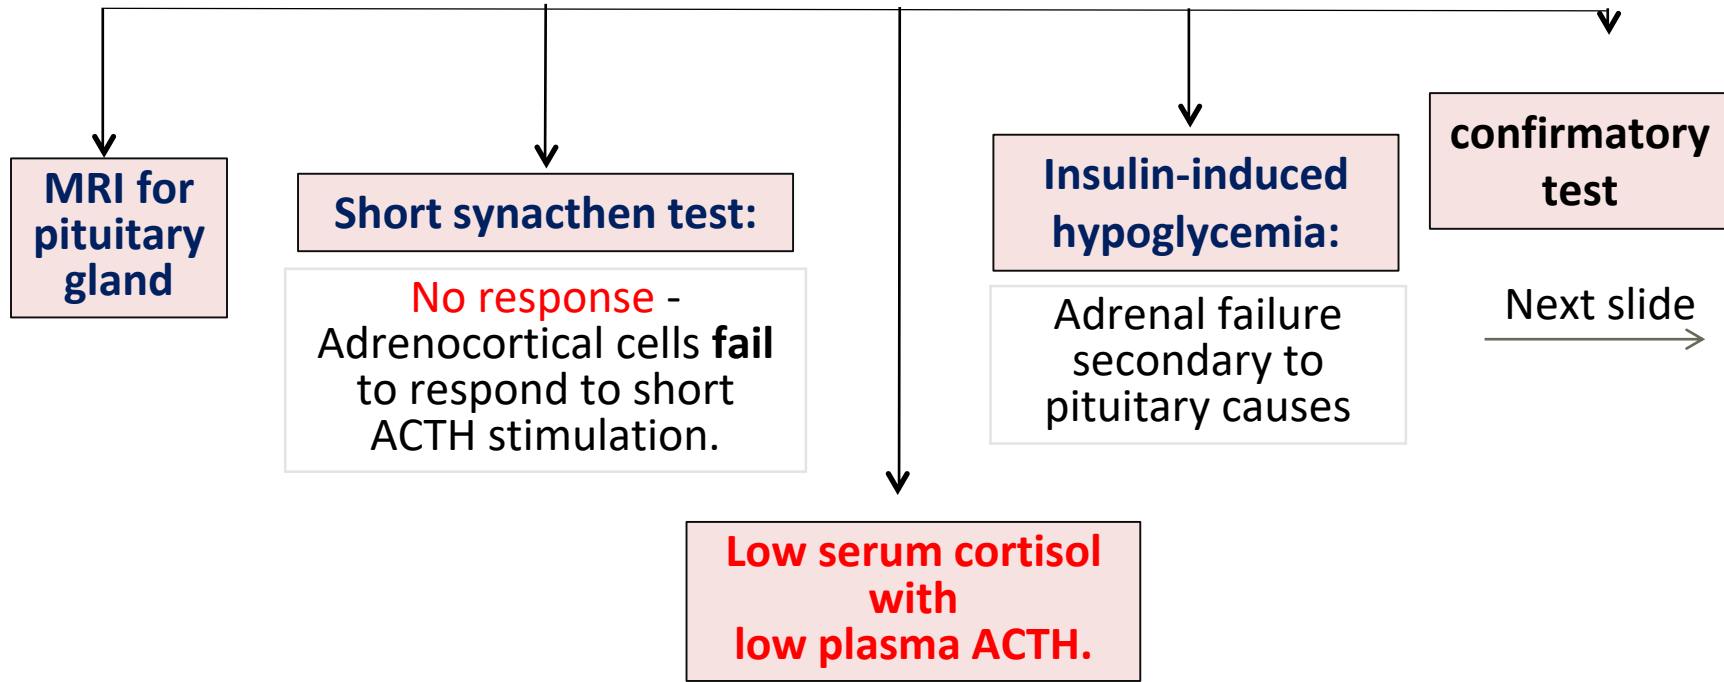 MRI for
pituitary
gland
Short synacthen test:
No response -
Adrenocortical cells fail
to respond to short
ACTH stimulation.
Low serum cortisol
with
low plasma ACTH.
Insulin-induced
hypoglycemia:
Adrenal failure
secondary to
pituitary causes
confirmatory
test
Next slide